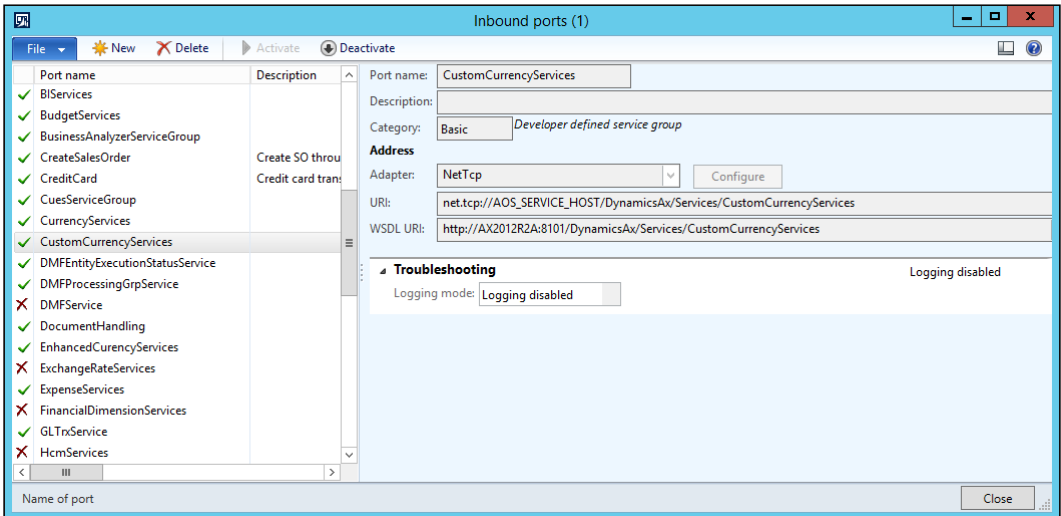 Inbound ports (1)
File New Delete Activate Deactivate
Port name Description
BIServices
BudgetServices
BusinessAnalyzerServiceGroup
CreateSalesOrder Create SO throu
CreditCard Credit card trans
CuesServiceGroup
CurrencyServices
CustomCurrencyServices
DMFEntityExecutionStatusService
DMFProcessingGrpService
DMFService
DocumentHandling
EnhancedCurencyServices
ExchangeRateServices
ExpenseServices
FinancialDimensionServices
GLTrxService
HcmServices
Port name: CustomCurrencyServices
Description:
Category: Basic Developer defined service group
Address
Adapter: NetTcp Configure
URI: net.tcp://AOS_SERVICE_HOST/DynamicsAx/Services/CustomCurrencyServices
WSDL URI: http://AX2012R2A:8101/DynamicsAx/Services/CustomCurrencyServices
Troubleshooting Logging disabled
Logging mode: Logging disabled
Name of port Close